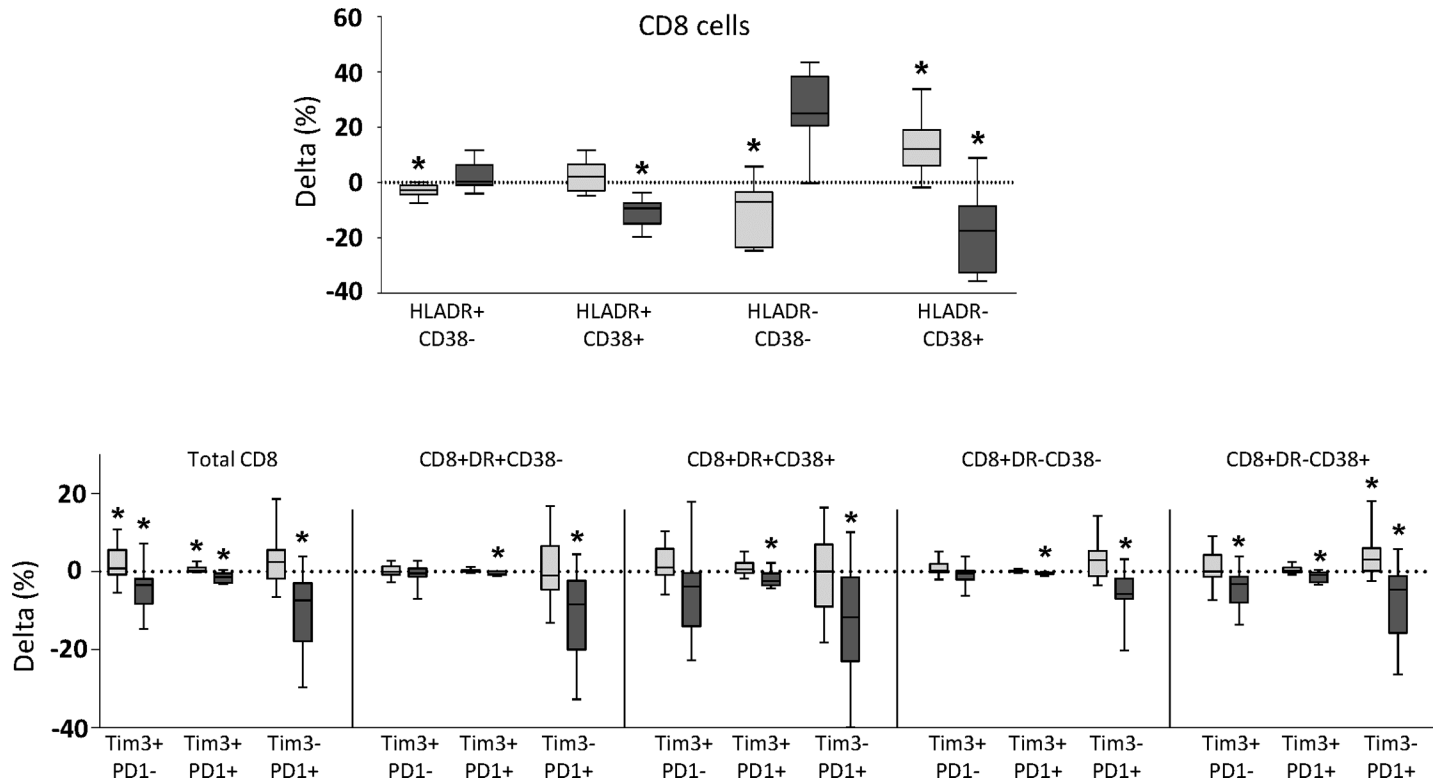 CD8 cells
Delta (%)
60
40
20
0
-20
-40
*
*
*
*
*
HLADR+ HLADR+ HLADR- HLADR-
CD38- CD38+ CD38- CD38+
Total CD8 CD8+DR+CD38- CD8+DR+CD38+ CD8+DR-CD38- CD8+DR-CD38+
Delta (%)
20
0
-20
-40
* * * * *
* *
* *
* *
* * * *
Tim3+ Tim3+ Tim3- Tim3+ Tim3+ Tim3- Tim3+ Tim3+ Tim3- Tim3+ Tim3+ Tim3- Tim3+ Tim3+ Tim3-
PD1- PD1+ PD1+ PD1- PD1+ PD1+ PD1- PD1+ PD1+ PD1- PD1+ PD1+ PD1- PD1+ PD1+